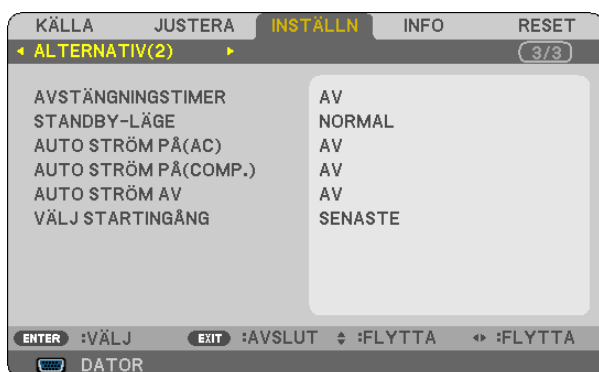 KÄLLA JUSTERA INSTÄLLN INFO RESET
ALTERNATIV(2) 3/3
AVSTÄNGNINGSTIMER AV
STANDBY-LÄGE NORMAL
AUTO STRÖM PÅ(AC) AV
AUTO STRÖM PÅ(COMP.) AV
AUTO STRÖM AV AV
VÄLJ STARTINGÅNG SENASTE
ENTER :VÄLJ EXIT :AVSLUT :FLYTTA :FLYTTA
DATOR